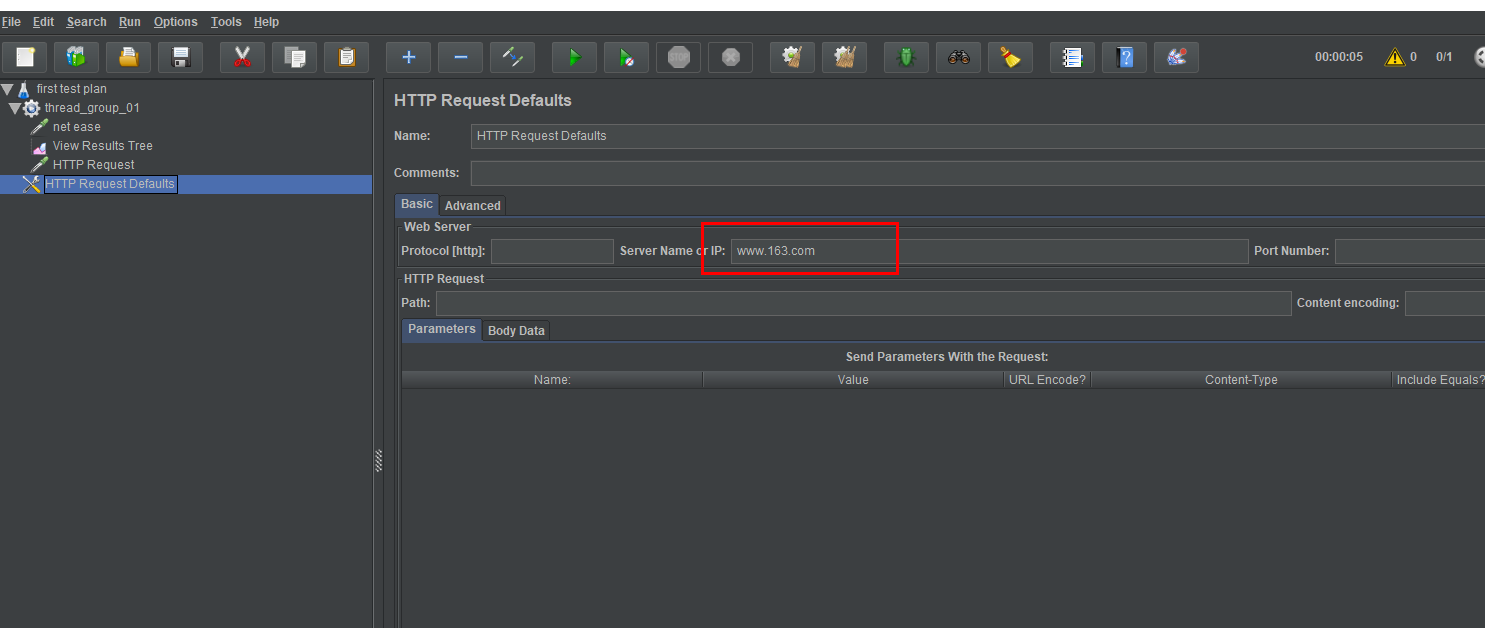 File Edit Search Run Options Tools Help
STOP
00:00:05 0 0/1
first test plan
thread_group_01
net ease
View Results Tree
HTTP Request
HTTP Request Defaults
HTTP Request Defaults
Name: HTTP Request Defaults
Comments:
Basic Advanced
Web Server
Protocol [http]: Server Name or IP: www.163.com Port Number:
HTTP Request
Path: Content encoding:
Parameters Body Data
Send Parameters With the Request:
Name: Value URL Encode? Content-Type Include Equals?